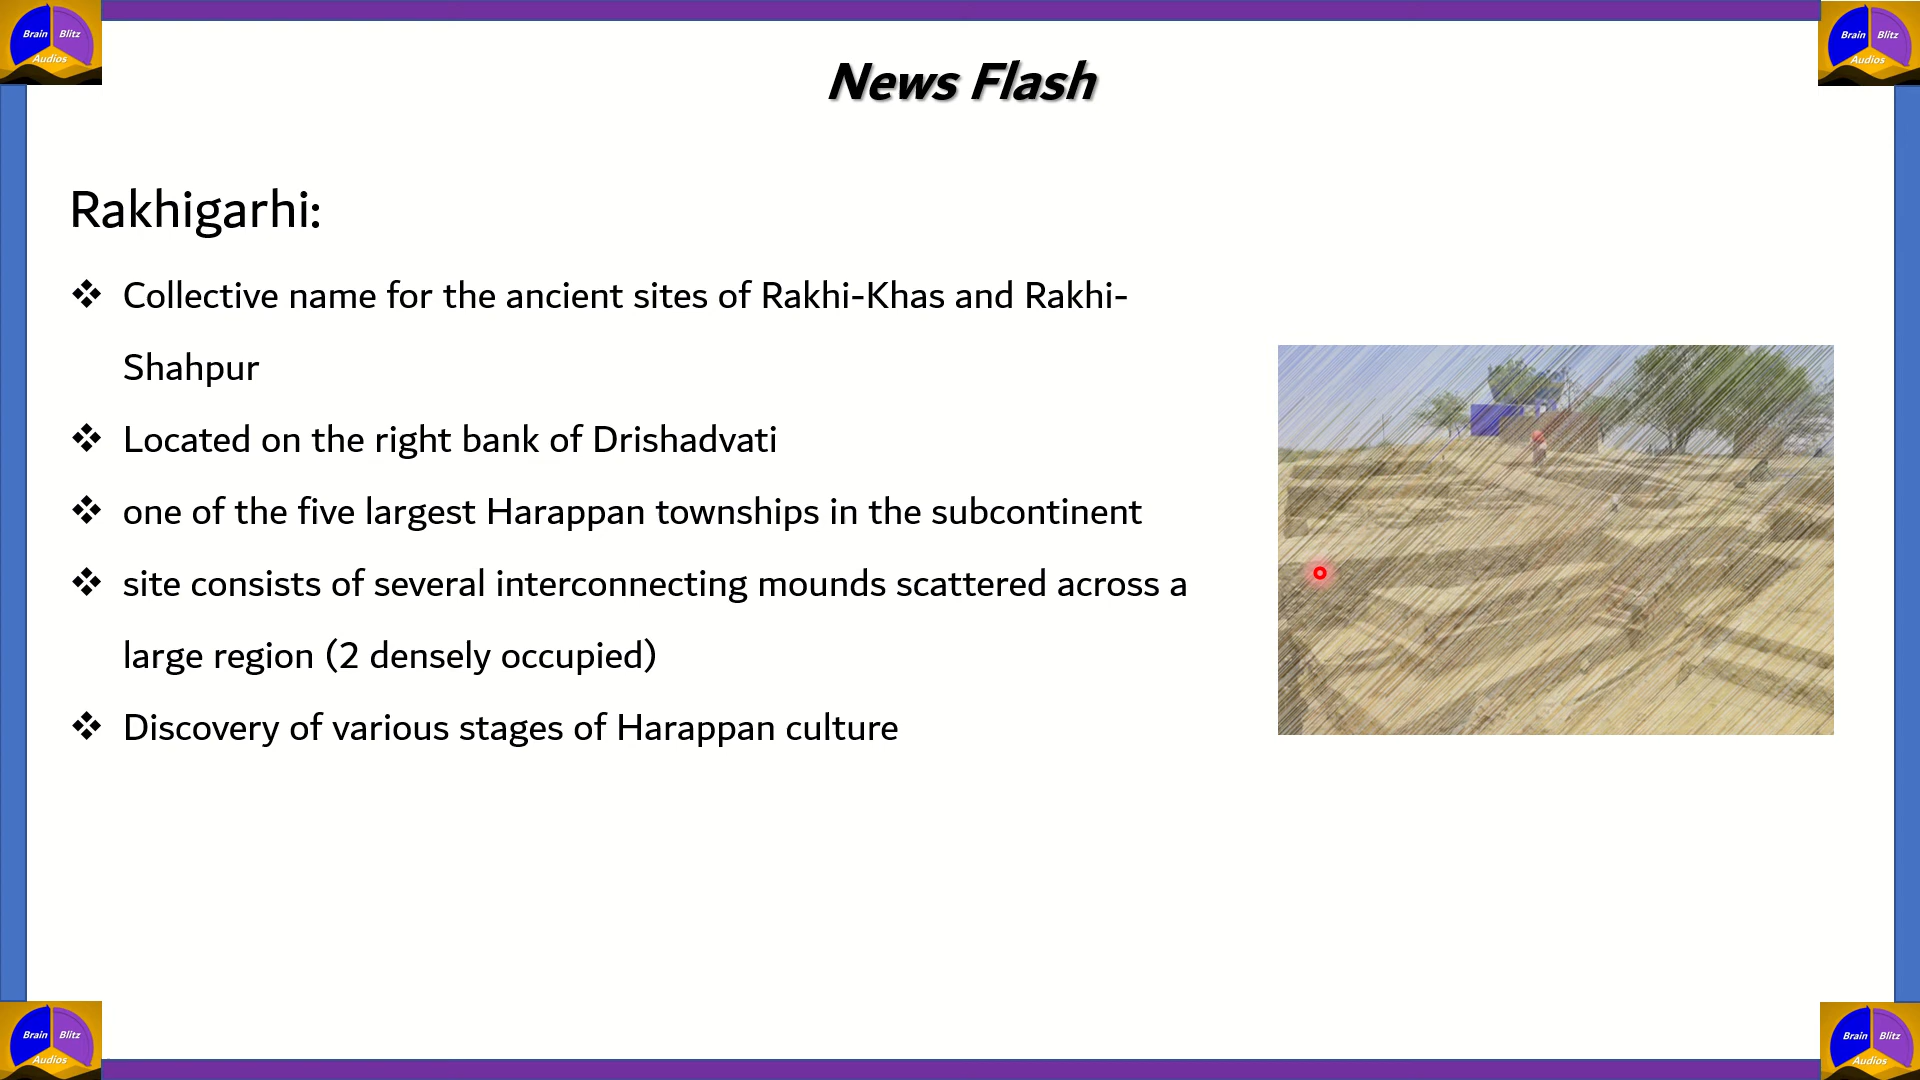 Brain Blitz
Audios
Brain Blitz
Audios
News Flash
Rakhigarhi:
❖ Collective name for the ancient sites of Rakhi-Khas and Rakhi-
Shahpur
❖ Located on the right bank of Drishadvati
❖ one of the five largest Harappan townships in the subcontinent
❖ site consists of several interconnecting mounds scattered across a
large region (2 densely occupied)
❖ Discovery of various stages of Harappan culture
Brain Blitz
Audios
Brain Blitz
Audios